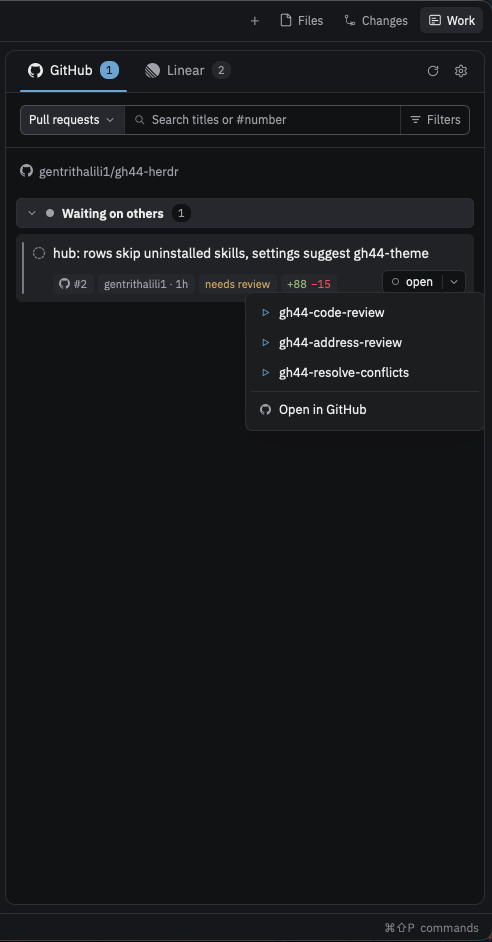 + Files Changes Work
GitHub 1 Linear 2
Pull requests Search titles or #number Filters
gentrithalili1/gh44-herdr
Waiting on others 1
hub: rows skip uninstalled skills, settings suggest gh44-theme
#2 gentrithalili1 · 1h needs review +88 −15 open
gh44-code-review
gh44-address-review
gh44-resolve-conflicts
Open in GitHub
⌘⇧P commands